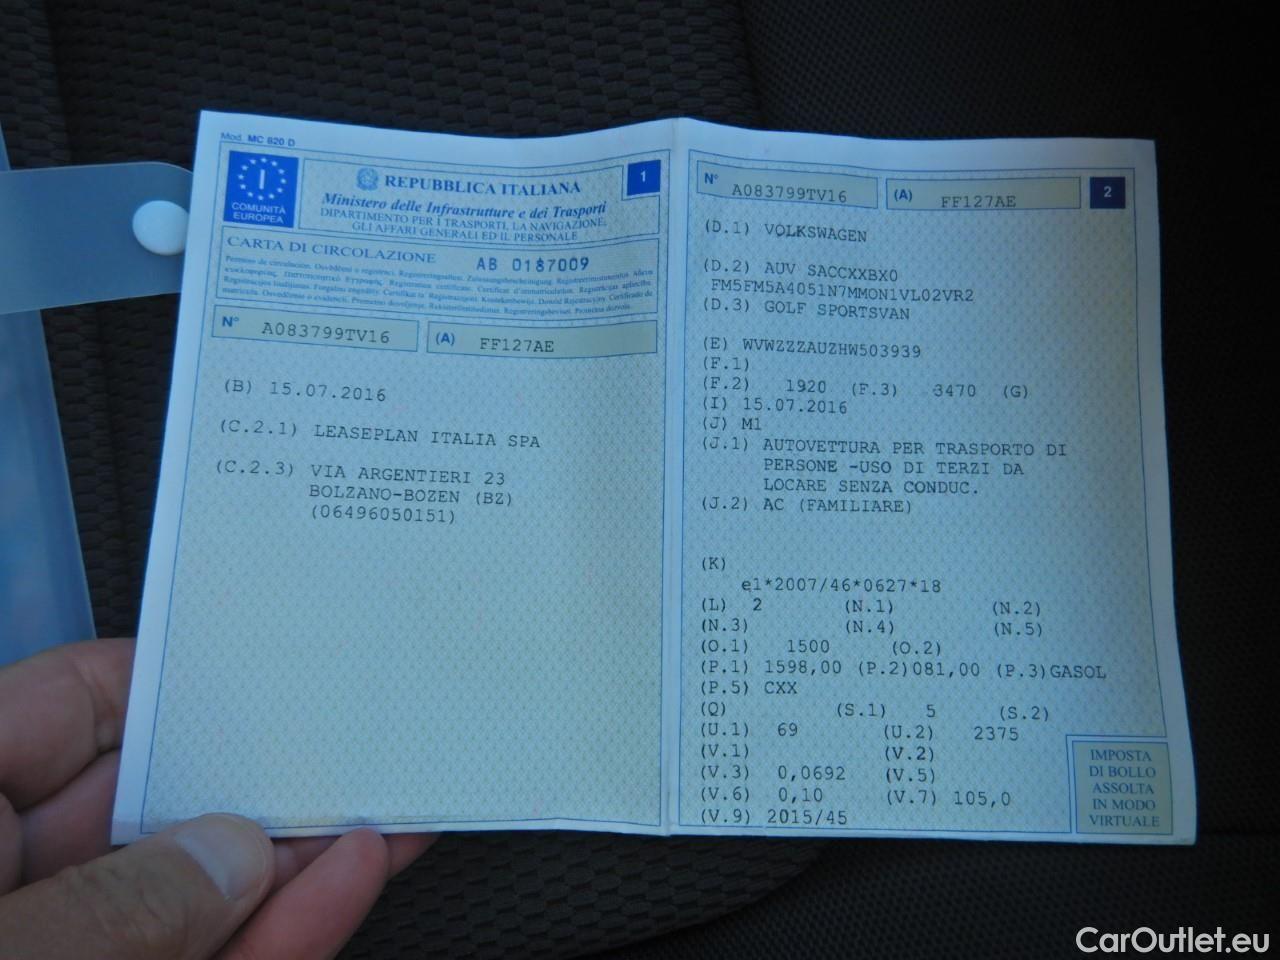 Mod. MC 820 D
I
COMUNITÀ
EUROPEA
REPUBBLICA ITALIANA
Ministero delle Infrastrutture e dei Trasporti
DIPARTIMENTO PER I TRASPORTI, LA NAVIGAZIONE,
GLI AFFARI GENERALI ED IL PERSONALE
1
CARTA DI CIRCOLAZIONE AB 0187009
N° A083799TV16 (A) FF127AE
(B) 15.07.2016
(C.2.1) LEASEPLAN ITALIA SPA
(C.2.3) VIA ARGENTIERI 23
BOLZANO-BOZEN (BZ)
(06496050151)
N° A083799TV16 (A) FF127AE
2
(D.1) VOLKSWAGEN
(D.2) AUV SACCXXBX0
FM5FM5A4051N7MMON1VL02VR2
(D.3) GOLF SPORTSVAN
(E) WVWZZZAUZHW503939
(F.1)
(F.2) 1920 (F.3) 3470 (G)
(I) 15.07.2016
(J) M1
(J.1) AUTOVETTURA PER TRASPORTO DI
PERSONE -USO DI TERZI DA
LOCARE SENZA CONDUC.
(J.2) AC (FAMILIARE)
(K)
e1*2007/46*0627*18
(L) 2 (N.1) (N.2)
(N.3) (N.4) (N.5)
(O.1) 1500 (O.2)
(P.1) 1598,00 (P.2)081,00 (P.3)GASOL
(P.5) CXX
(Q) (S.1) 5 (S.2)
(U.1) 69 (U.2) 2375
(V.1) (V.2)
(V.3) 0,0692 (V.5)
(V.6) 0,10 (V.7) 105,0
(V.9) 2015/45
IMPOSTA
DI BOLLO
ASSOLTA
IN MODO
VIRTUALE
CarOutlet.eu